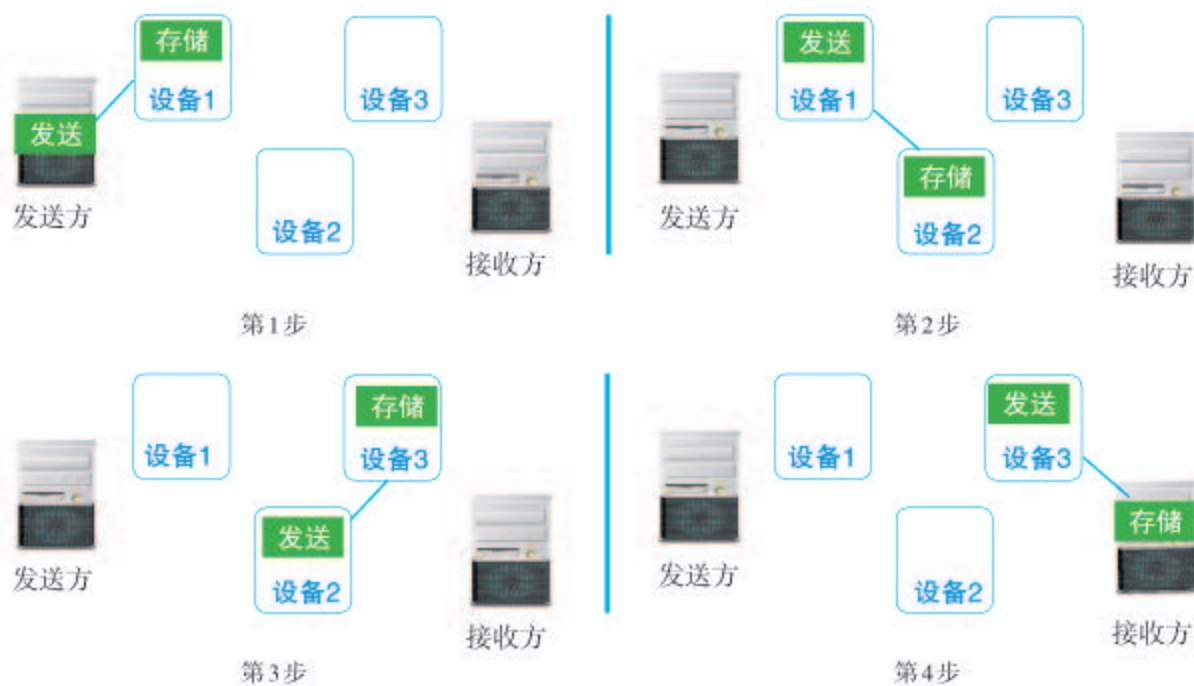 存储
设备1
设备3
发送
设备2
发送方
接收方
第1步
发送
设备1
设备3
存储
设备2
发送方
接收方
第2步
设备1
存储
设备3
发送
设备2
发送方
接收方
第3步
设备1
发送
设备3
存储
设备2
发送方
接收方
第4步